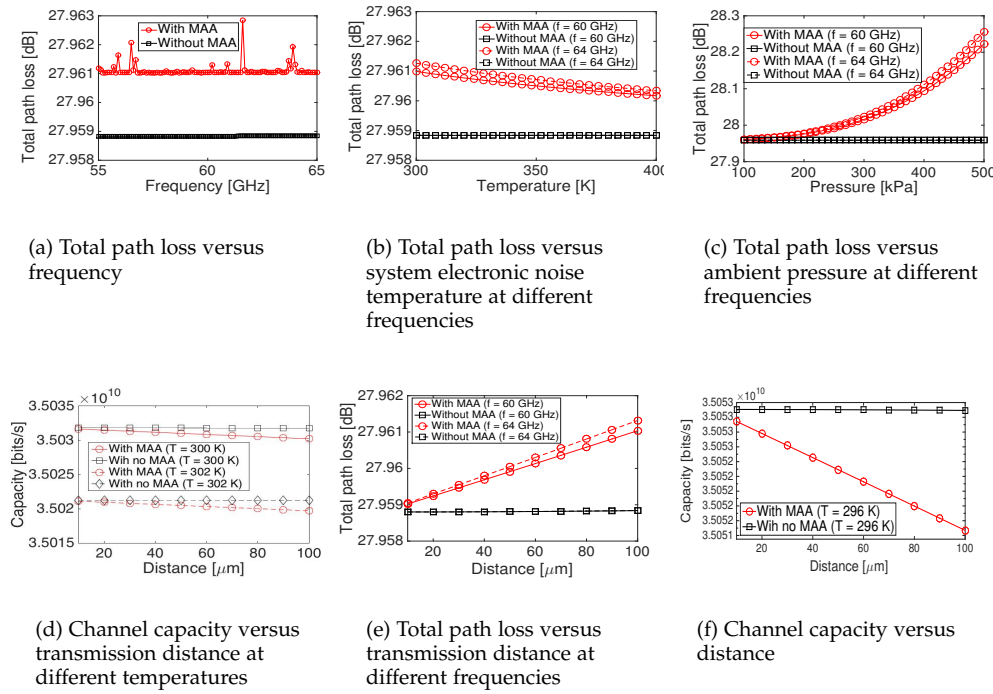 27.963
27.962
27.961
27.96
27.959
27.958
Total path loss [dB]
With MAA
Without MAA
55
60
65
Frequency [GHz]
(a) Total path loss versus
frequency
27.963
27.962
27.961
27.96
27.959
27.958
Total path loss [dB]
With MAA (f = 60 GHz)
Without MAA (f = 60 GHz)
With MAA (f = 64 GHz)
Without MAA (f = 64 GHz)
300
350
400
Temperature [K]
(b) Total path loss versus
system electronic noise
temperature at different
frequencies
28.3
28.2
28.1
28
27.9
Total path loss [dB]
With MAA (f = 60 GHz)
Without MAA (f = 60 GHz)
With MAA (f = 64 GHz)
Without MAA (f = 64 GHz)
100
200
300
400
500
Pressure [kPa]
(c) Total path loss versus
ambient pressure at different
frequencies
×10^10
3.5035
3.503
3.5025
3.502
3.5015
Capacity [bits/s]
With MAA (T = 300 K)
Wih no MAA (T = 300 K)
With MAA (T = 302 K)
With no MAA (T = 302 K)
20
40
60
80
100
Distance [μm]
(d) Channel capacity versus
transmission distance at
different temperatures
27.962
27.961
27.96
27.959
27.958
Total path loss [dB]
With MAA (f = 60 GHz)
Without MAA (f = 60 GHz)
With MAA (f = 64 GHz)
Without MAA (f = 64 GHz)
20
40
60
80
100
Distance [μm]
(e) Total path loss versus
transmission distance at
different frequencies
×10^10
3.5053
3.5053
3.5053
3.5052
3.5052
3.5052
3.5051
Capacity [bits/s]
With MAA (T = 296 K)
Wih no MAA (T = 296 K)
20
40
60
80
100
Distance [μm]
(f) Channel capacity versus
distance